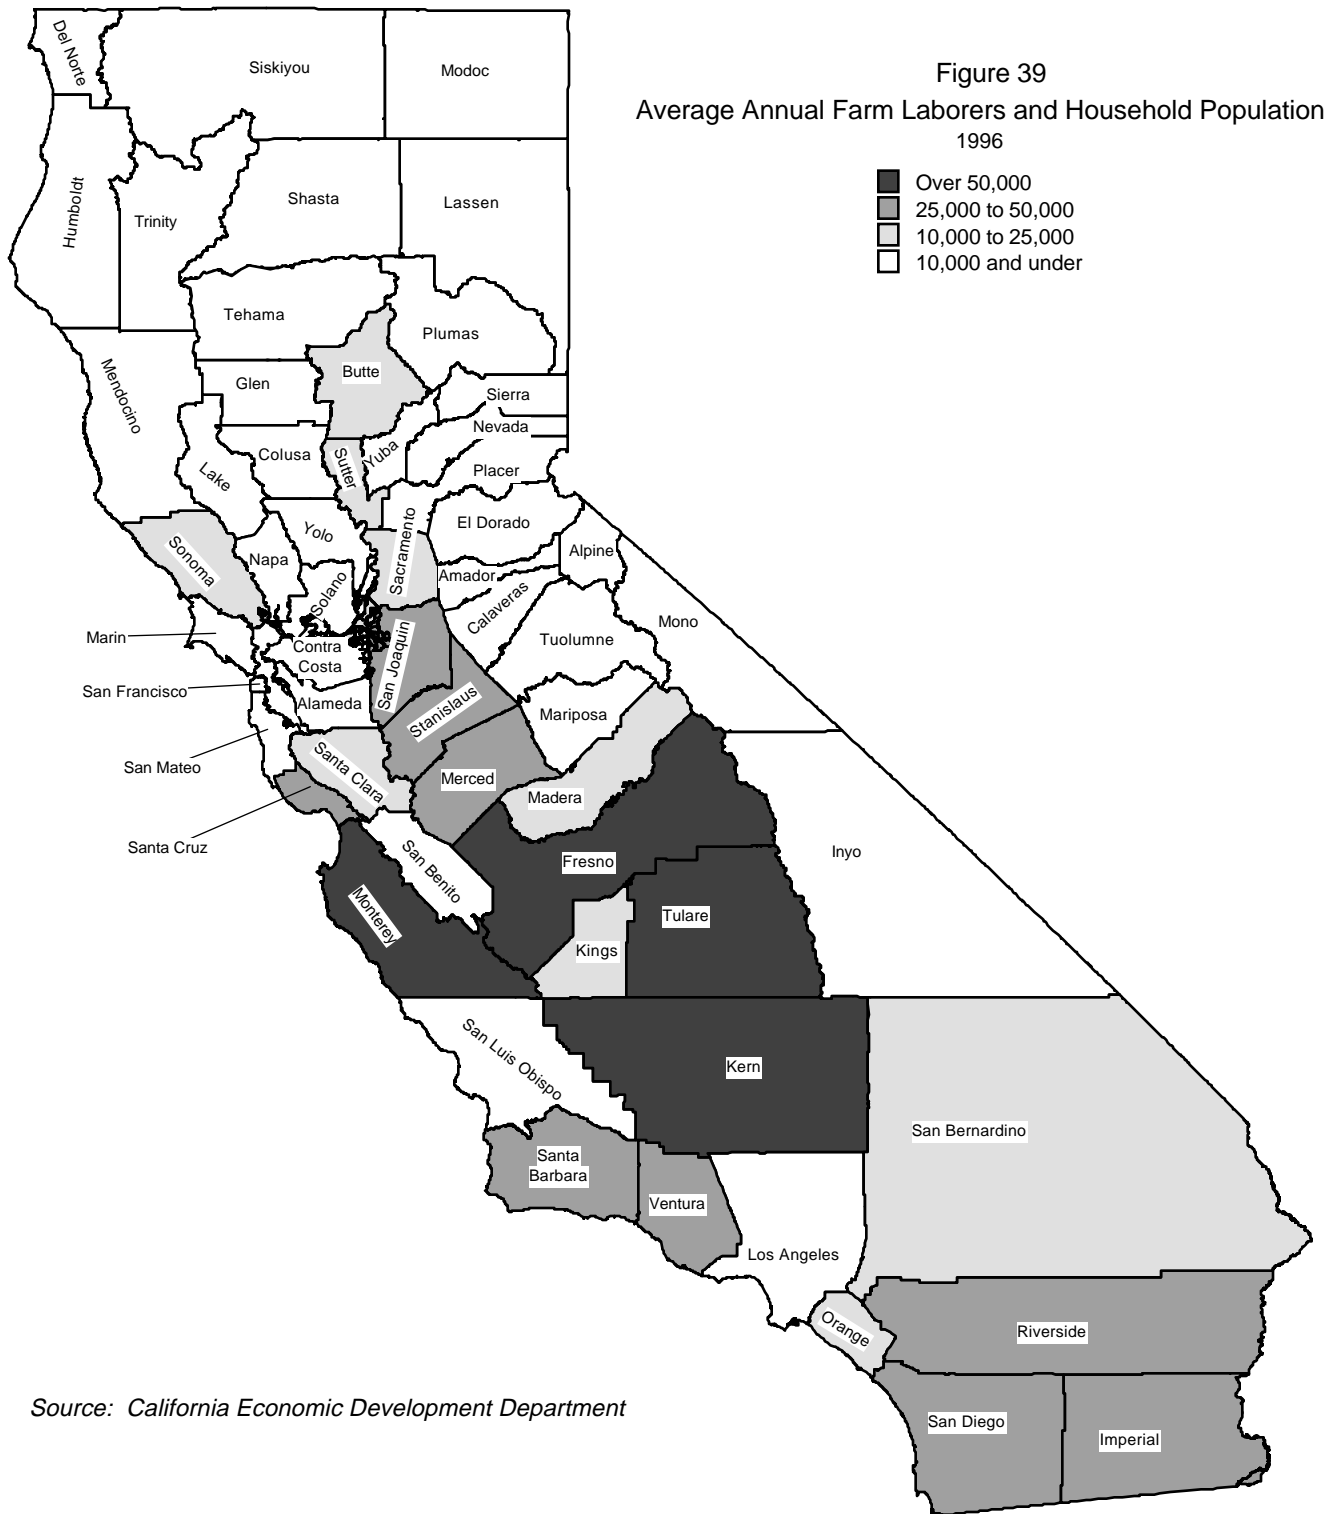 Figure 39
Average Annual Farm Laborers and Household Population
1996
Over 50,000
25,000 to 50,000
10,000 to 25,000
10,000 and under
Del Norte
Siskiyou
Modoc
Humboldt
Trinity
Shasta
Lassen
Tehama
Plumas
Mendocino
Glen
Butte
Sierra
Nevada
Lake
Colusa
Sutter
Yuba
Placer
Sonoma
Napa
Yolo
Sacramento
El Dorado
Alpine
Solano
Amador
Calaveras
Marin
Contra
Costa
San Joaquin
Tuolumne
Mono
San Francisco
Alameda
Stanislaus
Mariposa
San Mateo
Santa Clara
Merced
Madera
Santa Cruz
San Benito
Fresno
Inyo
Monterey
Kings
Tulare
San Luis Obispo
Kern
San Bernardino
Santa
Barbara
Ventura
Los Angeles
Orange
Riverside
San Diego
Imperial
Source: California Economic Development Department